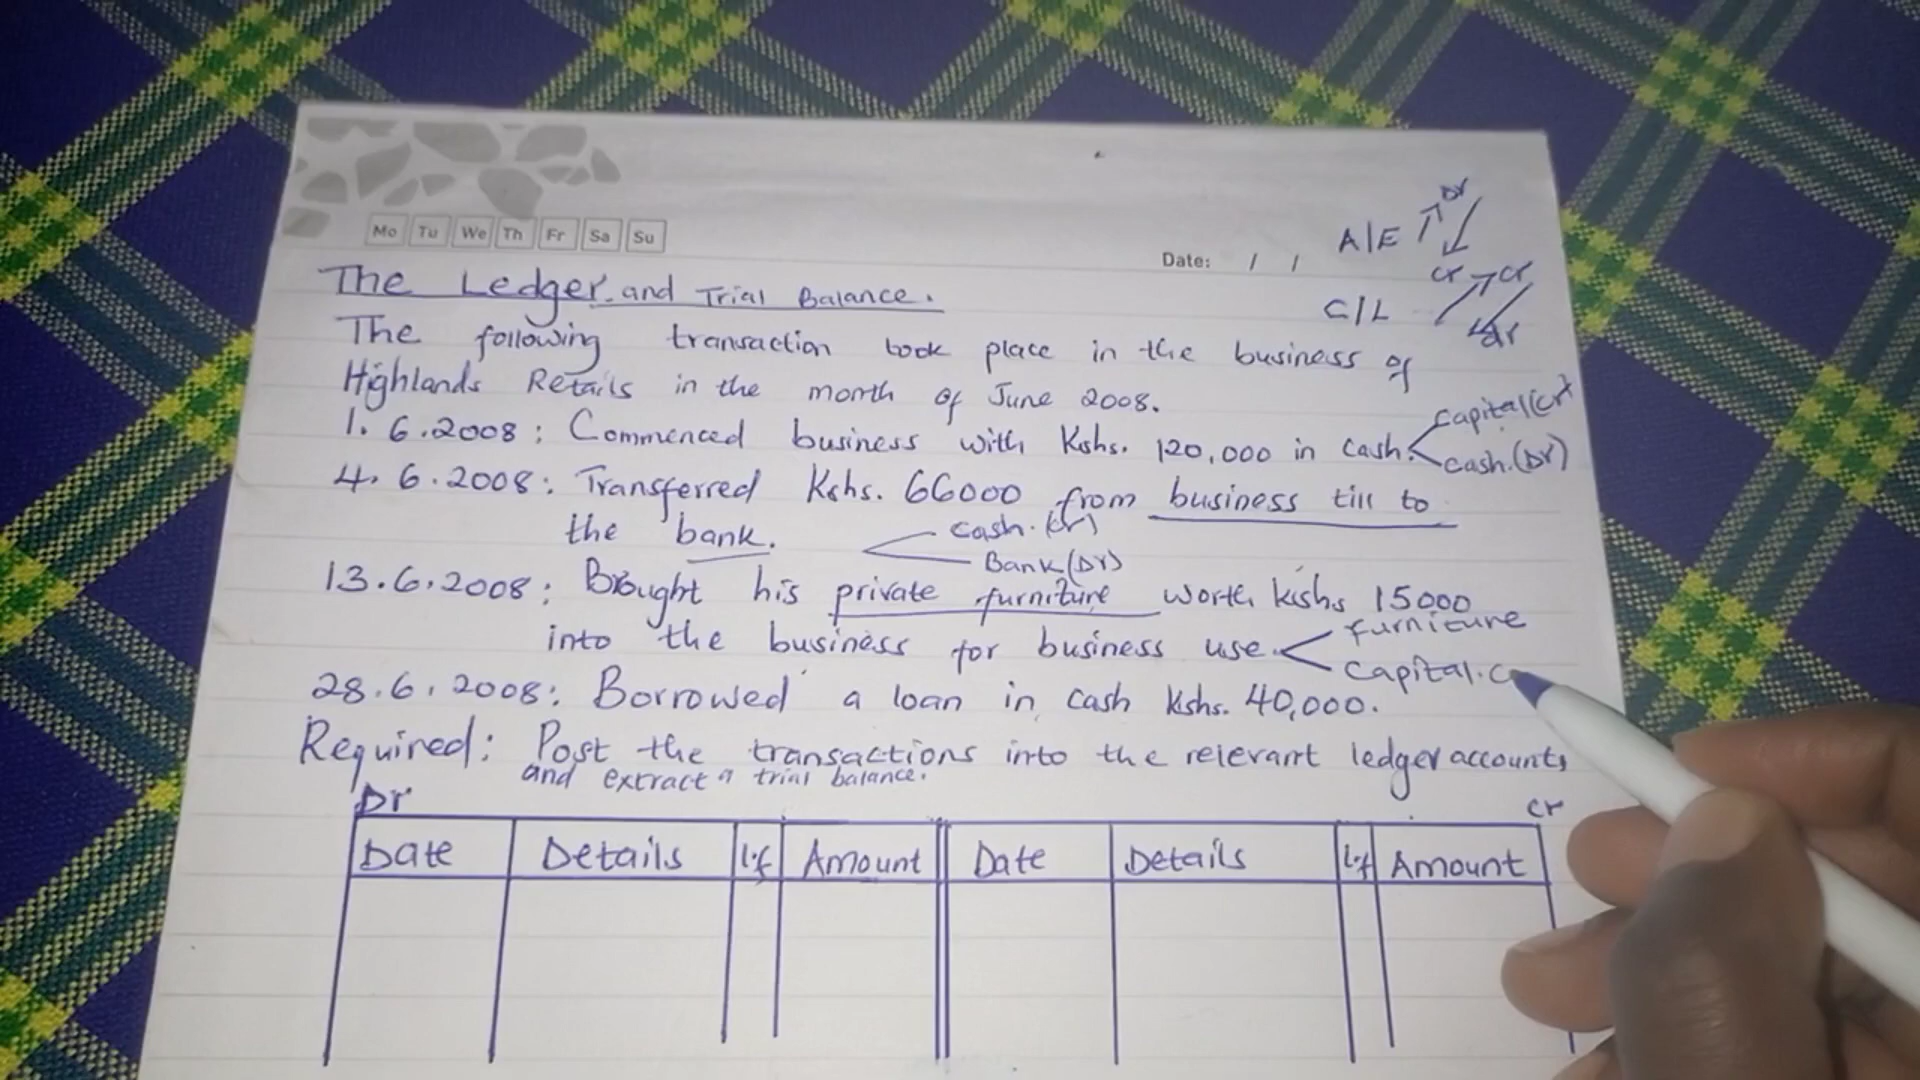 Mo Tu We Th Fr Sa Su
Date: / /
A/E Dr
Cr Cr
C/L
dr
The Ledger and Trial Balance.
The following transaction took place in the business of
Highlands Retails in the month of June 2008.
1. 6.2008: Commenced business with Kshs. 120,000 in cash.
Capital(Cr)
Cash.(Dr)
4. 6.2008: Transferred Kshs. 66000 from business till to
the bank.
Cash.(Cr)
Bank(Dr)
13.6.2008: Brought his private furniture worth kshs 15000
into the business for business use.
furniture
Capital.C
28.6.2008: Borrowed a loan in cash Kshs. 40,000.
Required: Post the transactions into the relevant ledger accounts
and extract a trial balance.
Dr Cr
Date Details l.f Amount Date Details l.f Amount